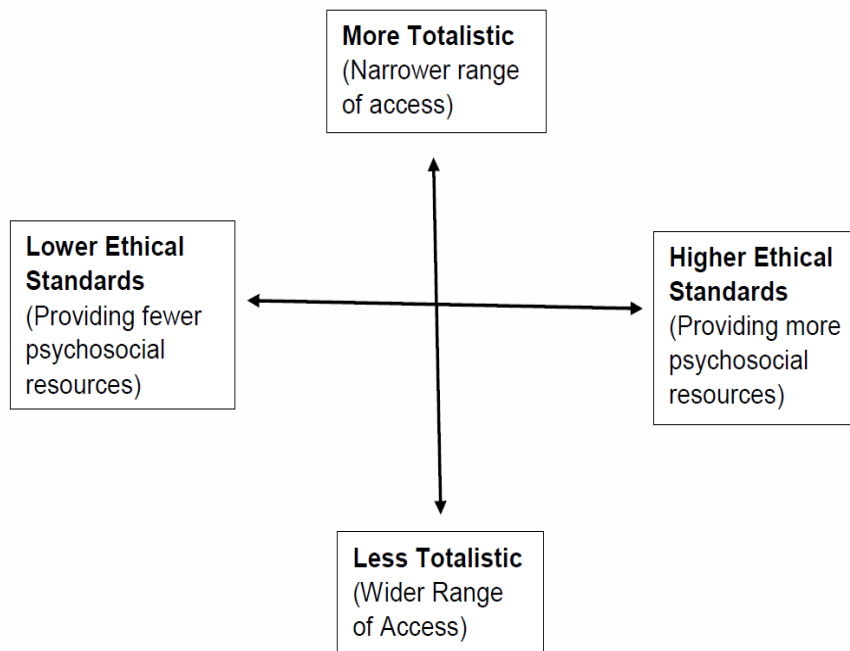 More Totalistic
(Narrower range
of access)
Lower Ethical
Standards
(Providing fewer
psychosocial
resources)
Higher Ethical
Standards
(Providing more
psychosocial
resources)
Less Totalistic
(Wider Range
of Access)